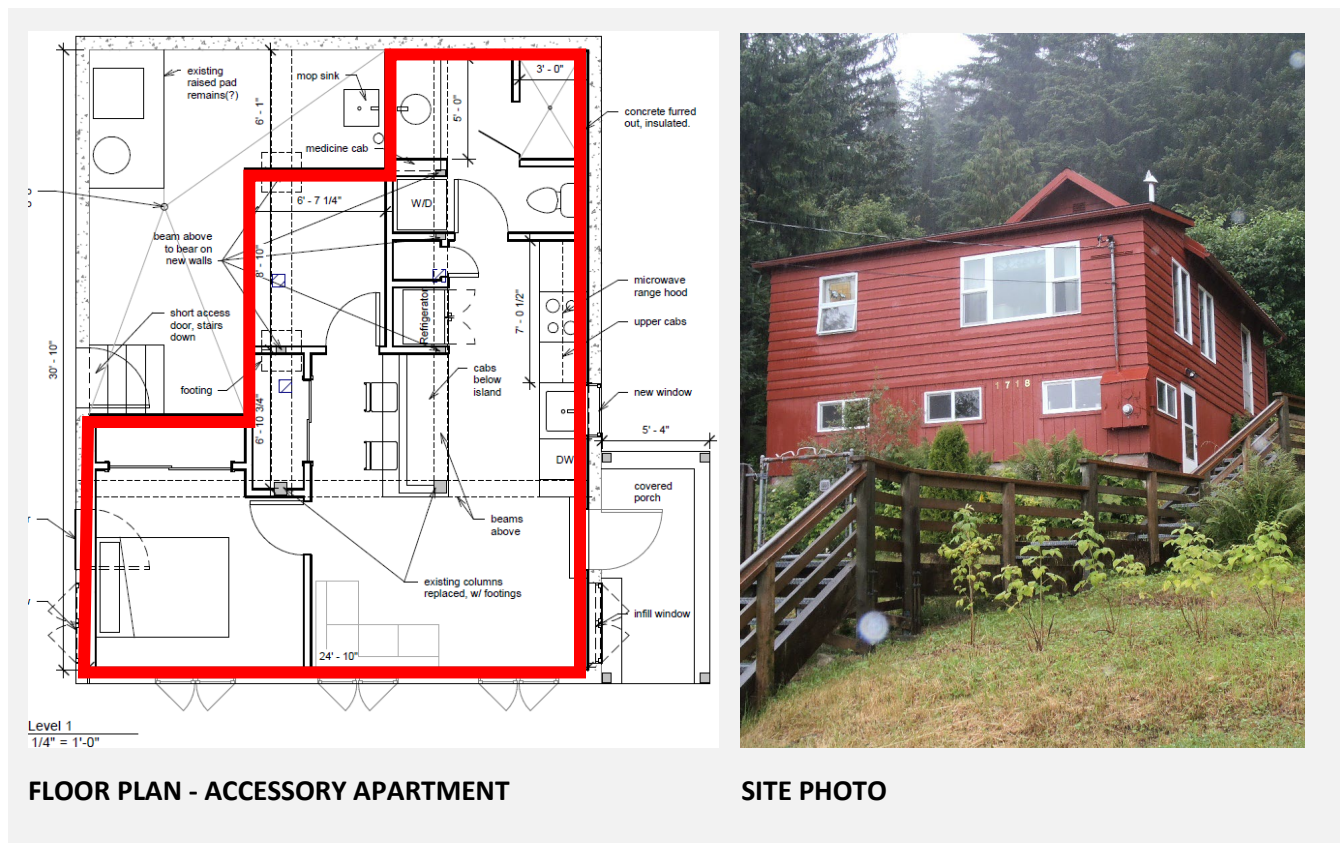 existing
raised pad
remains(?)
mop sink
3' - 0"
6' - 1"
5' - 0"
concrete furred
out, insulated.
medicine cab
W/D
6' - 7 1/4"
beam above
to bear on
new walls
8' - 10"
microwave
range hood
Refrigerator
7' - 0 1/2"
upper cabs
short access
door, stairs
down
30' - 10"
cabs
below
island
footing
new window
6' - 10 3/4"
5' - 4"
DW
covered
porch
beams
above
existing columns
replaced, w/ footings
infill window
24' - 10"
Level 1
1/4" = 1'-0"
1718
FLOOR PLAN - ACCESSORY APARTMENT
SITE PHOTO